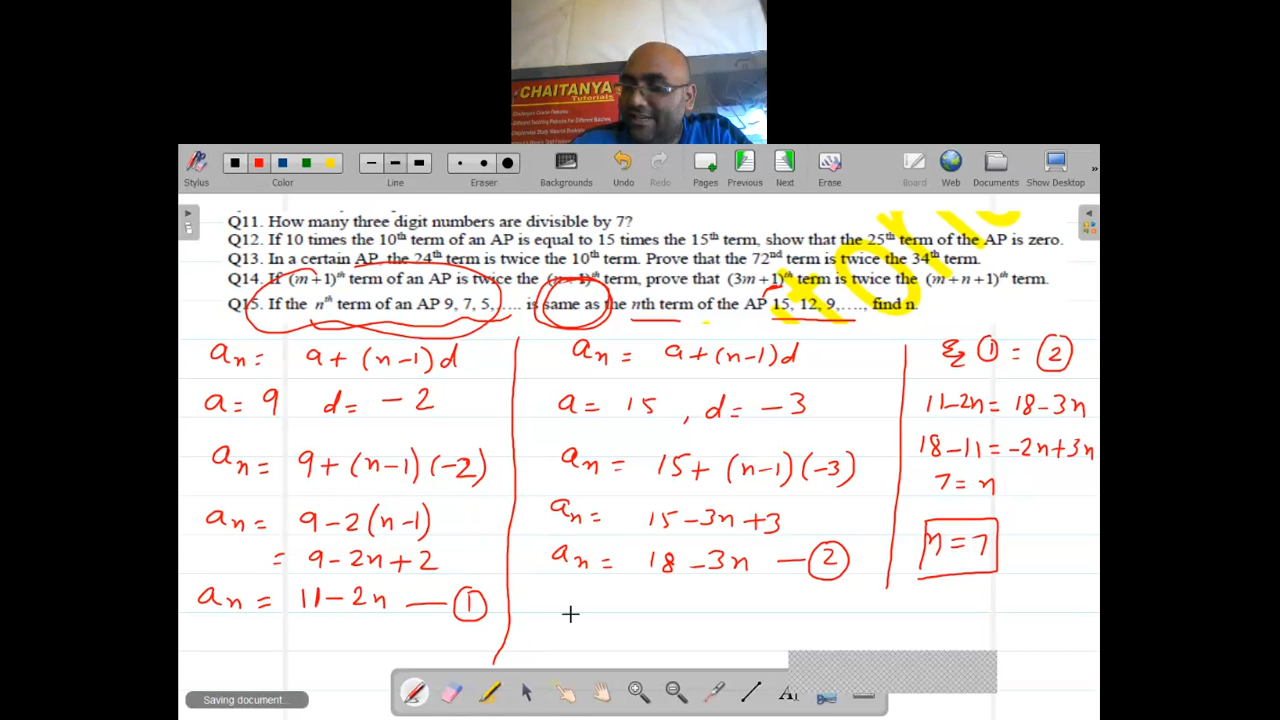 CHAITANYA
Tutorials
Stylus
Color
Line
Eraser
Backgrounds
Undo
Redo
Pages
Previous
Next
Erase
Board
Web
Documents
Show Desktop
»
Q11. How many three digit numbers are divisible by 7?
Q12. If 10 times the 10th term of an AP is equal to 15 times the 15th term, show that the 25th term of the AP is zero.
Q13. In a certain AP, the 24th term is twice the 10th term. Prove that the 72nd term is twice the 34th term.
Q14. If (m+1)th term of an AP is twice the term, prove that (3m+1)th term is twice the (m+n+1)th term.
Q15. If the nth term of an AP 9, 7, 5,…. is same as the nth term of the AP 15, 12, 9,…., find n.
an = a + (n-1)d
a = 9 d = -2
an = 9 + (n-1)(-2)
an = 9 - 2(n-1)
= 9 - 2n + 2
an = 11 - 2n — ①
an = a + (n-1)d
a = 15 , d = -3
an = 15 + (n-1)(-3)
an = 15 - 3n + 3
an = 18 - 3n — ②
① = ②
11 - 2n = 18 - 3n
18 - 11 = -2n + 3n
7 = n
n = 7
Saving document...